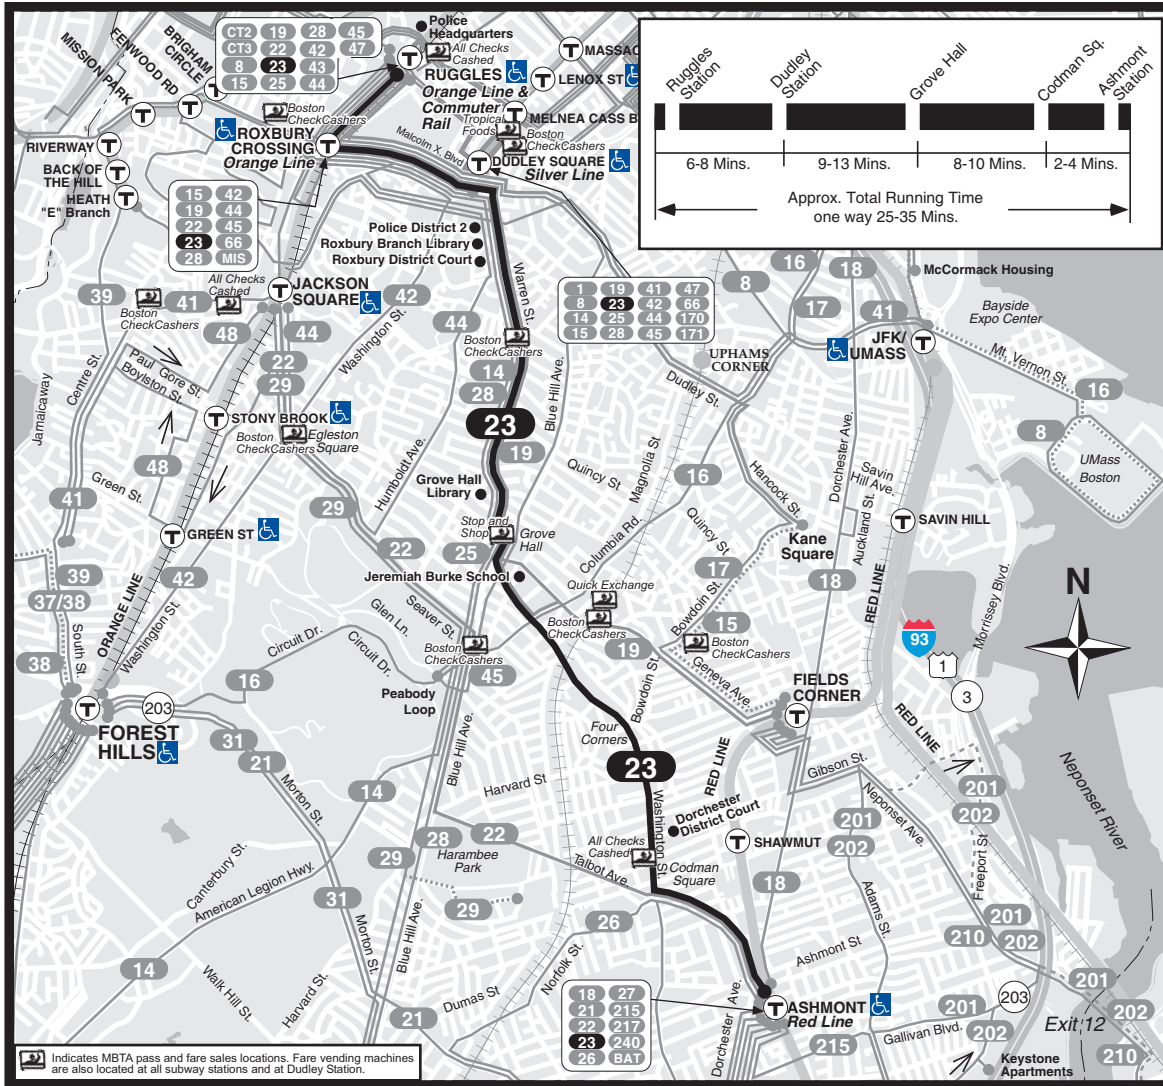 CT2 19 28 45
CT3 22 42 47
8 23 43
15 25 44
Police
Headquarters
All Checks
Cashed
RUGGLES
Orange Line &
Commuter
Rail
MASSAC
LENOX ST
MELNEA CASS B
Tropical
Foods
Boston
CheckCashers
DUDLEY SQUARE
Silver Line
Malcolm X. Blvd
MISSION PARK
FENWOOD RD
BRIGHAM
CIRCLE
Boston
CheckCashers
ROXBURY
CROSSING
Orange Line
RIVERWAY
BACK OF
THE HILL
HEATH
"E" Branch
15 42
19 44
22 45
23 66
28 MIS
Ruggles
Station
Dudley
Station
Grove Hall
Codman Sq.
Ashmont
Station
6-8 Mins.
9-13 Mins.
8-10 Mins.
2-4 Mins.
Approx. Total Running Time
one way 25-35 Mins.
Police District 2
Roxbury Branch Library
Roxbury District Court
Warren St.
1 19 41 47
8 23 42 66
14 25 44 170
15 28 45 171
8
16
17
18
41
McCormack Housing
Bayside
Expo Center
JFK/
UMASS
Mt. Vernon St.
16
8
UMass
Boston
UPHAMS
CORNER
Dudley St.
39
41
Boston
CheckCashers
All Checks
Cashed
JACKSON
SQUARE
48
44
22
29
42
44
Washington St.
Centre St.
Paul Gore St.
Boylston St.
Jamaicaway
STONY BROOK
Boston
CheckCashers
Egleston
Square
48
Green St.
41
GREEN ST
Boston
CheckCashers
14
28
23
19
Blue Hill Ave.
Humboldt Ave.
Grove Hall
Library
Stop and
Shop
Grove
Hall
25
Jeremiah Burke School
29
22
Seaver St.
Glen Ln.
Quincy St
Magnolia St
16
Columbia Rd.
Quincy St
Hancock St.
Dorchester Ave.
Savin
Hill Ave.
Auckland St.
SAVIN HILL
Kane
Square
17
18
RED LINE
Bowdoin St.
Quick Exchange
Boston
CheckCashers
19
15
Boston
CheckCashers
Geneva Ave.
Bowdoin St.
FIELDS
CORNER
Morrissey Blvd.
93
1
3
N
39
37/38
42
ORANGE LINE
Washington St.
South St.
38
Circuit Dr.
Circuit Dr.
16
203
FOREST
HILLS
31
21
Morton St.
Boston
CheckCashers
45
Peabody
Loop
Blue Hill Ave.
14
Harvard St
Four
Corners
23
RED LINE
RED LINE
Gibson St.
Neponset Ave.
201
202
Neponset River
Washington St.
Dorchester
District Court
SHAWMUT
201
202
Freeport St
28
22
29
Harambee
Park
Talbot Ave.
All Checks
Cashed
Codman
Square
Canterbury St.
American Legion Hwy.
31
29
18
Adams St.
201
210
202
26
Ashmont St
Morton St.
Blue Hill Ave.
14
Walk Hill St.
Harvard St.
Norfolk St.
Dumas St
21
18 27
21 215
22 217
23 240
26 BAT
Dorchester Ave.
ASHMONT
Red Line
215
Gallivan Blvd.
201
202
203
201
202
210
Exit 12
Keystone
Apartments
Indicates MBTA pass and fare sales locations. Fare vending machines
are also located at all subway stations and at Dudley Station.